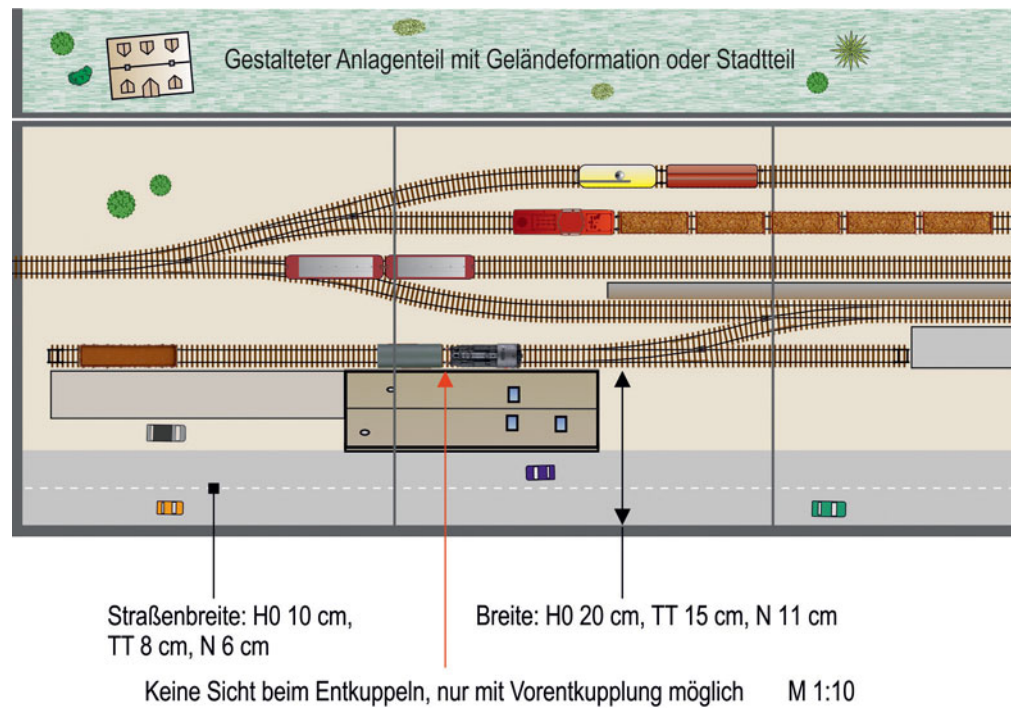 Gestalteter Anlagenteil mit Geländeformation oder Stadtteil
Straßenbreite: H0 10 cm,
TT 8 cm, N 6 cm
Breite: H0 20 cm, TT 15 cm, N 11 cm
Keine Sicht beim Entkuppeln, nur mit Vorentkupplung möglich
M 1:10